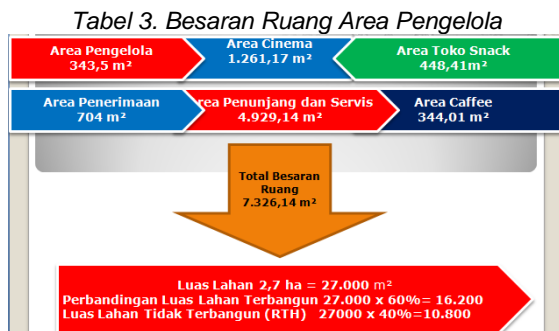 Tabel 3. Besaran Ruang Area Pengelola
Area Pengelola
343,5 m²
Area Cinema
1.261,17 m²
Area Toko Snack
448,41m²
Area Penerimaan
704 m²
rea Penunjang dan Servis
4.929,14 m²
Area Caffee
344,01 m²
Total Besaran
Ruang
7.326,14 m²
Luas Lahan 2,7 ha = 27.000 m²
Perbandingan Luas Lahan Terbangun 27.000 x 60%= 16.200
Luas Lahan Tidak Terbangun (RTH) 27000 x 40%=10.800